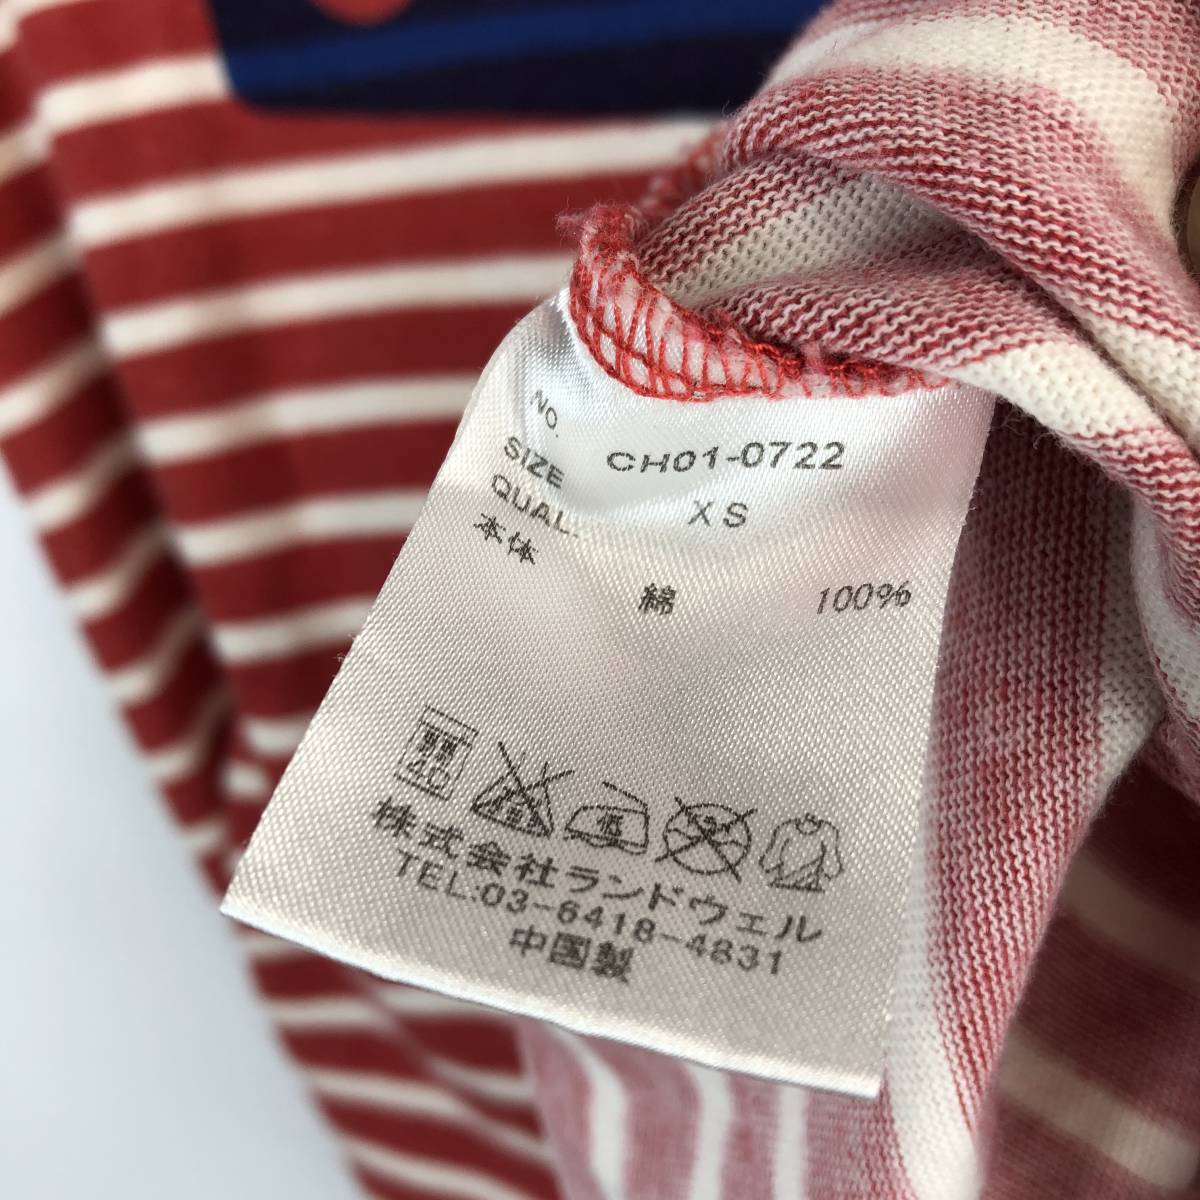 NO. CH01-0722
SIZE XS
QUAL.
本体 綿 100%
株式会社ランドウェル
TEL:03-6418-4831
中国製